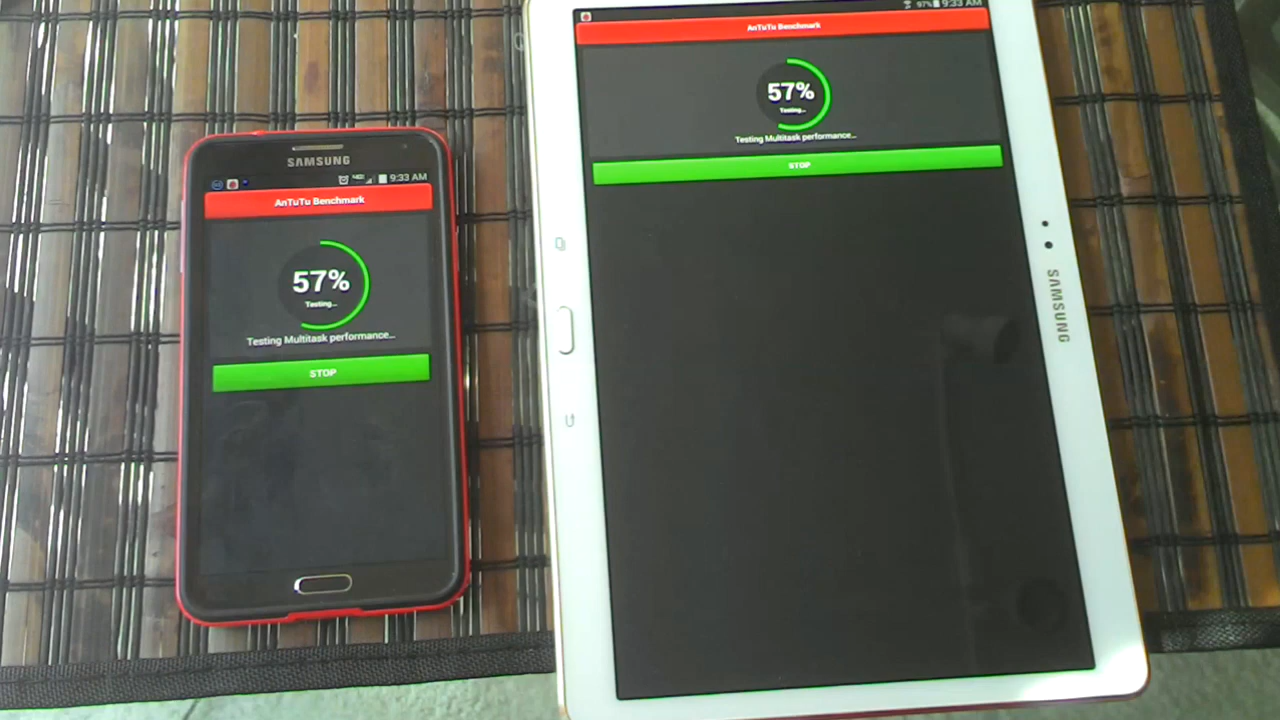 SAMSUNG
9:33 AM
AnTuTu Benchmark
57%
Testing...
Testing Multitask performance...
STOP
97% 9:33 AM
AnTuTu Benchmark
57%
Testing...
Testing Multitask performance...
STOP
SAMSUNG